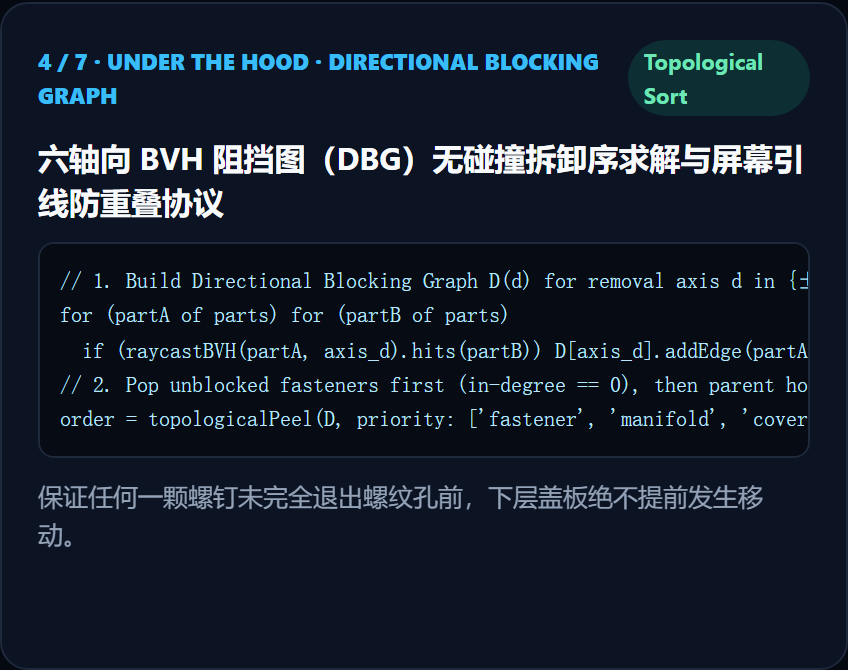 4 / 7 · UNDER THE HOOD · DIRECTIONAL BLOCKING
GRAPH
Topological
Sort
六轴向 BVH 阻挡图（DBG）无碰撞拆卸序求解与屏幕引
线防重叠协议
// 1. Build Directional Blocking Graph D(d) for removal axis d in {±
for (partA of parts) for (partB of parts)
  if (raycastBVH(partA, axis_d).hits(partB)) D[axis_d].addEdge(partA
// 2. Pop unblocked fasteners first (in-degree == 0), then parent ho
order = topologicalPeel(D, priority: ['fastener', 'manifold', 'cover
保证任何一颗螺钉未完全退出螺纹孔前，下层盖板绝不提前发生移
动。